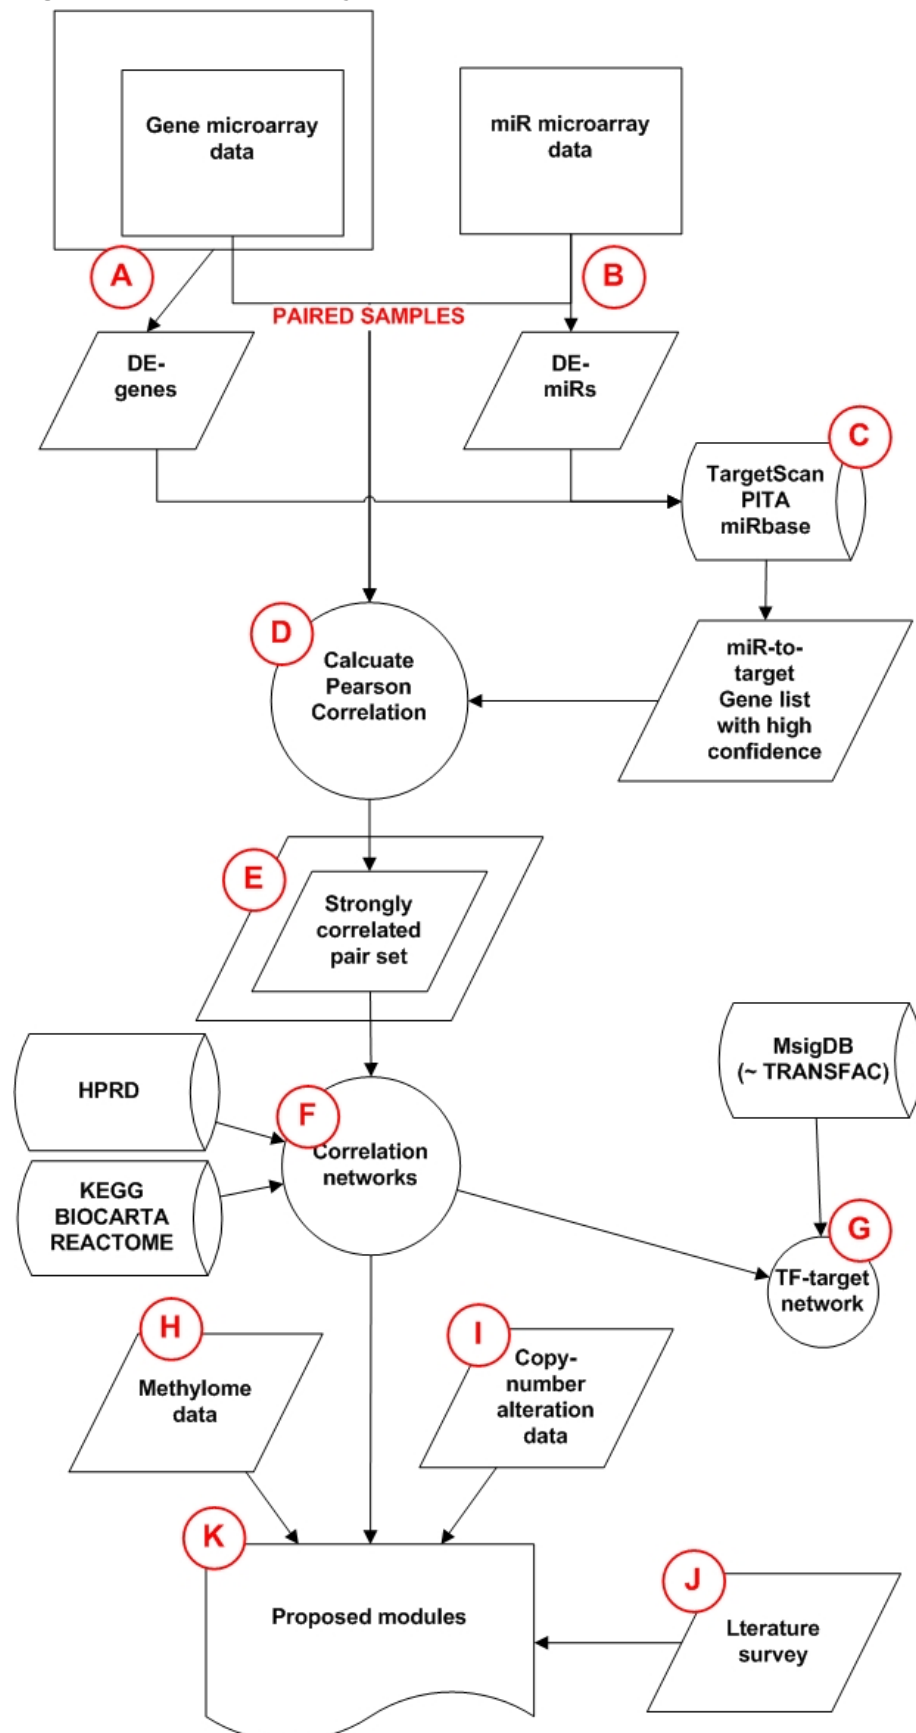 Gene microarray
data
miR microarray
data
A
B
PAIRED SAMPLES
DE-
genes
DE-
miRs
C
TargetScan
PITA
miRbase
D
Calcuate
Pearson
Correlation
miR-to-
target
Gene list
with high
confidence
E
Strongly
correlated
pair set
HPRD
MsigDB
(~ TRANSFAC)
F
Correlation
networks
KEGG
BIOCARTA
REACTOME
G
TF-target
network
H
Methylome
data
I
Copy-
number
alteration
data
K
Proposed modules
J
Lterature
survey